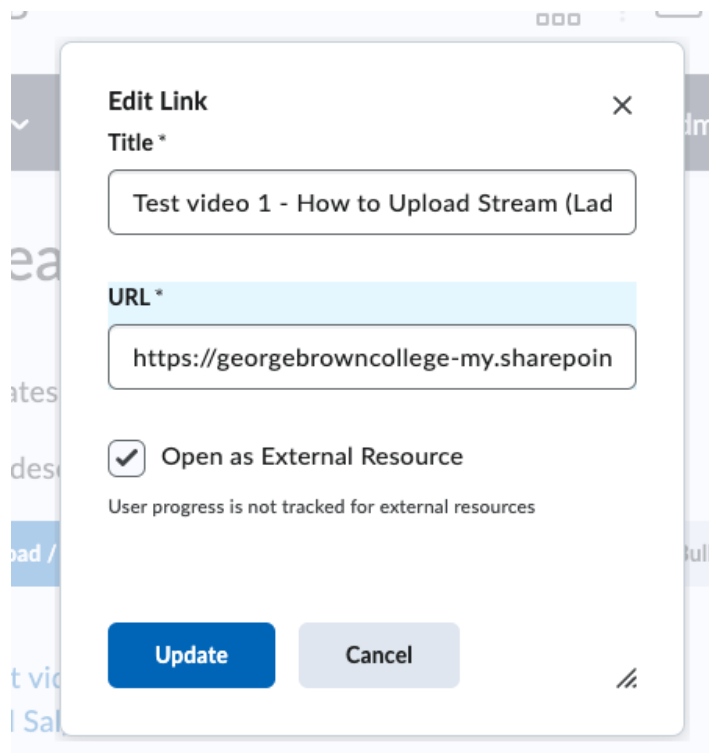 Edit Link
Title *
Test video 1 - How to Upload Stream (Lad
URL *
https://georgebrowncollege-my.sharepoin
Open as External Resource
User progress is not tracked for external resources
Update
Cancel